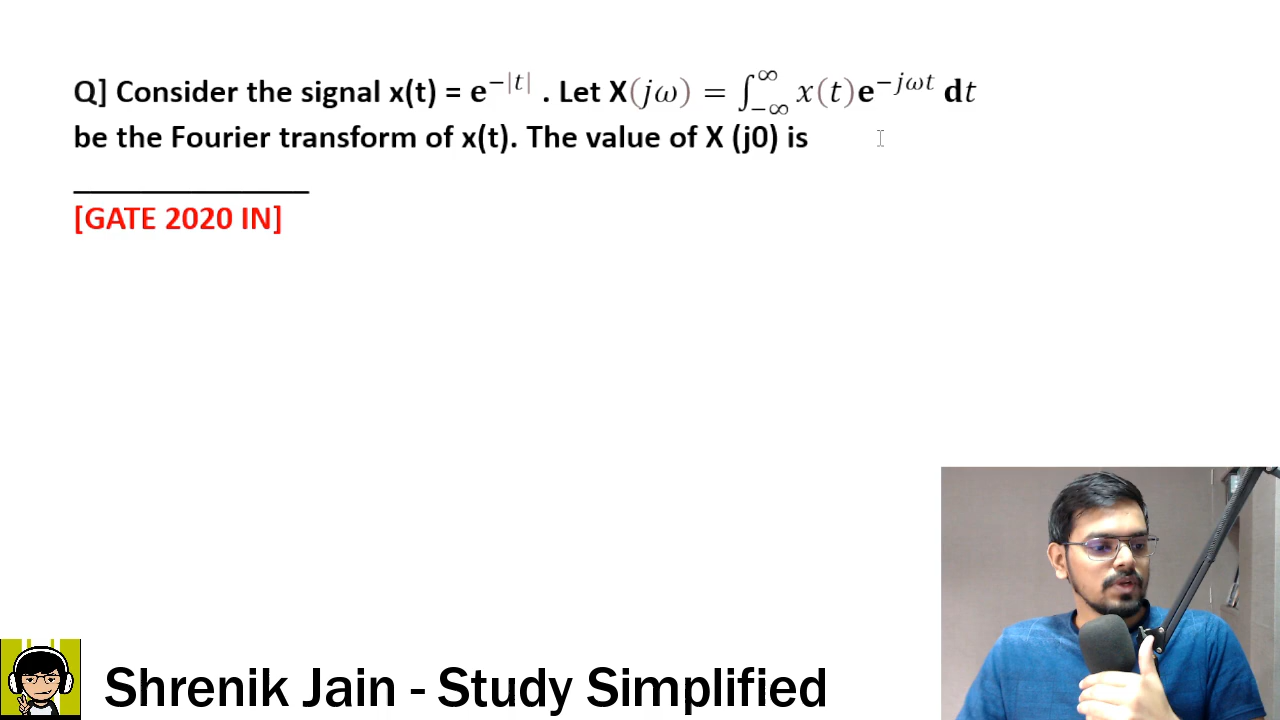 Q] Consider the signal x(t) = e^{-|t|} . Let X(jω) = ∫_{-∞}^{∞} x(t)e^{-jωt} dt
be the Fourier transform of x(t). The value of X (j0) is
_______________
[GATE 2020 IN]
Shrenik Jain - Study Simplified